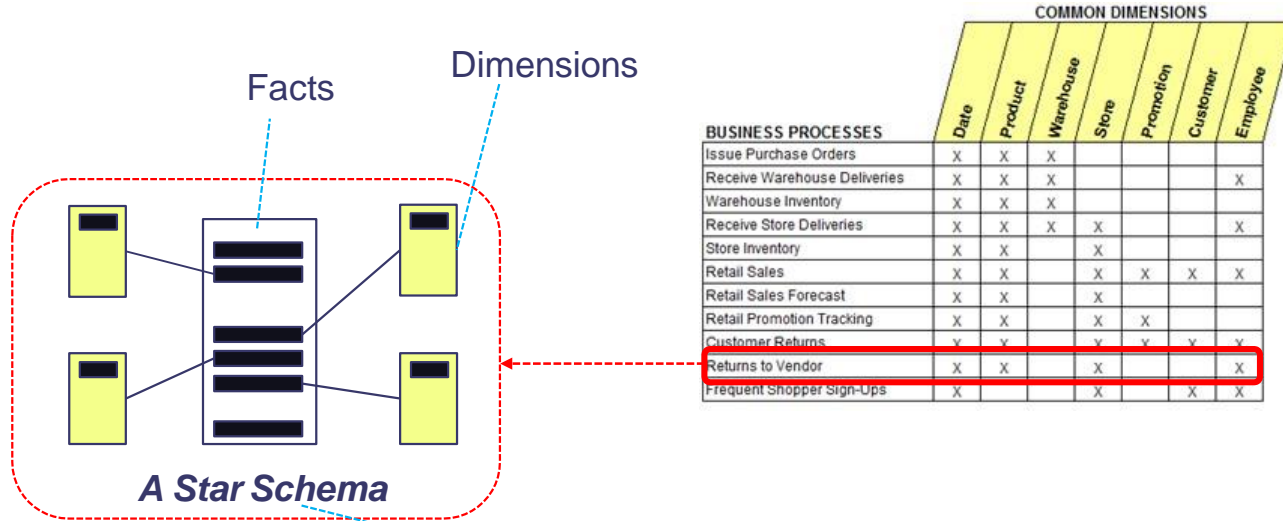 Facts
Dimensions
A Star Schema
COMMON DIMENSIONS
BUSINESS PROCESSES Date Product Warehouse Store Promotion Customer Employee
Issue Purchase Orders X X X
Receive Warehouse Deliveries X X X X
Warehouse Inventory X X X
Receive Store Deliveries X X X X X
Store Inventory X X X
Retail Sales X X X X X X
Retail Sales Forecast X X X
Retail Promotion Tracking X X X X
Customer Returns X X X X X X
Returns to Vendor X X X X
Frequent Shopper Sign-Ups X X X X